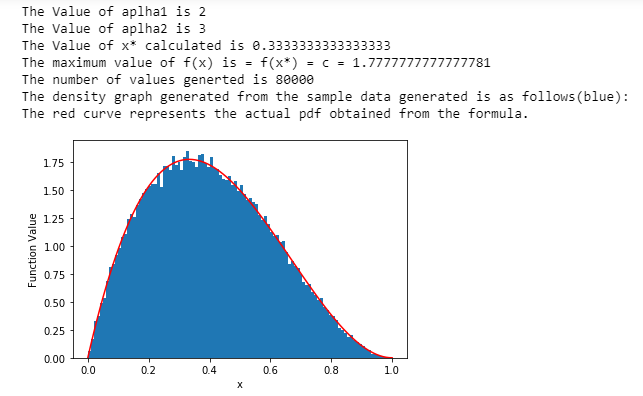 The Value of aplha1 is 2
The Value of aplha2 is 3
The Value of x* calculated is 0.3333333333333333
The maximum value of f(x) is = f(x*) = c = 1.7777777777777781
The number of values generted is 80000
The density graph generated from the sample data generated is as follows(blue):
The red curve represents the actual pdf obtained from the formula.
1.75
1.50
1.25
1.00
0.75
0.50
0.25
0.00
Function Value
0.0 0.2 0.4 0.6 0.8 1.0
x